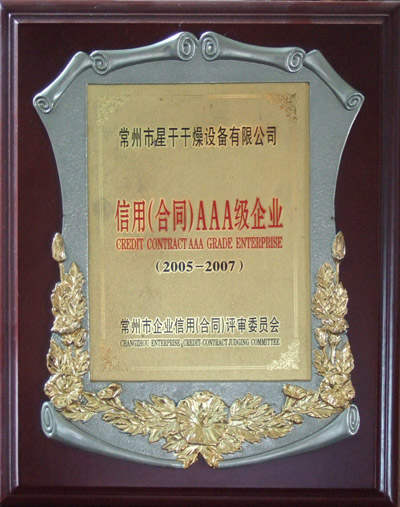 常州市星干干燥设备有限公司
信用(合同)AAA级企业
CREDIT CONTRACT AAA GRADE ENTERPRISE
(2005-2007)
常州市企业信用(合同)评审委员会
CHANGZHOU ENTERPRISE CREDIT-CONTRACT JUDGING COMMITTEE